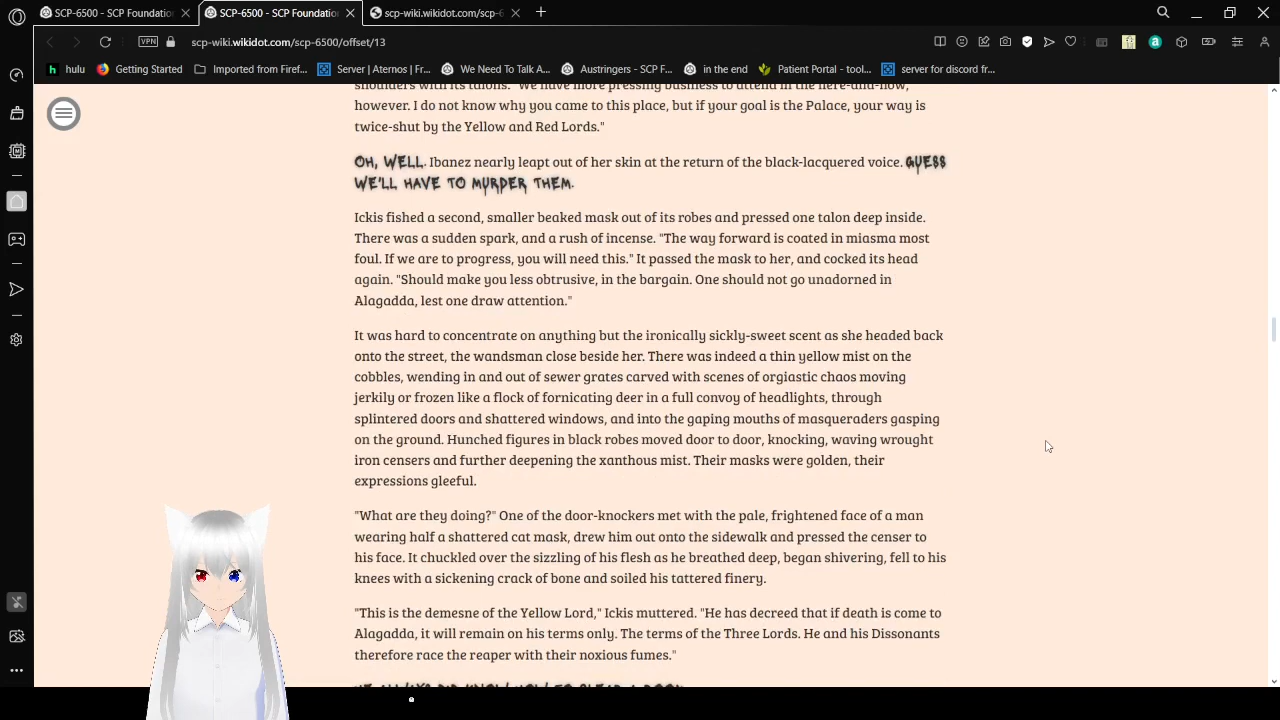 SCP-6500 - SCP Foundation
SCP-6500 - SCP Foundation
scp-wiki.wikidot.com/scp-6
VPN
scp-wiki.wikidot.com/scp-6500/offset/13
hulu
Getting Started
Imported from Firef...
Server | Aternos | Fr...
We Need To Talk A...
Austringers - SCP F...
in the end
Patient Portal - tool...
server for discord fr...
shoulders with its talons. "We have more pressing business to attend in the here-and-now,
however. I do not know why you came to this place, but if your goal is the Palace, your way is
twice-shut by the Yellow and Red Lords."
OH, WELL. Ibanez nearly leapt out of her skin at the return of the black-lacquered voice. GUESS
WE'LL HAVE TO MURDER THEM.
Ickis fished a second, smaller beaked mask out of its robes and pressed one talon deep inside.
There was a sudden spark, and a rush of incense. "The way forward is coated in miasma most
foul. If we are to progress, you will need this." It passed the mask to her, and cocked its head
again. "Should make you less obtrusive, in the bargain. One should not go unadorned in
Alagadda, lest one draw attention."
It was hard to concentrate on anything but the ironically sickly-sweet scent as she headed back
onto the street, the wandsman close beside her. There was indeed a thin yellow mist on the
cobbles, wending in and out of sewer grates carved with scenes of orgiastic chaos moving
jerkily or frozen like a flock of fornicating deer in a full convoy of headlights, through
splintered doors and shattered windows, and into the gaping mouths of masqueraders gasping
on the ground. Hunched figures in black robes moved door to door, knocking, waving wrought
iron censers and further deepening the xanthous mist. Their masks were golden, their
expressions gleeful.
"What are they doing?" One of the door-knockers met with the pale, frightened face of a man
wearing half a shattered cat mask, drew him out onto the sidewalk and pressed the censer to
his face. It chuckled over the sizzling of his flesh as he breathed deep, began shivering, fell to his
knees with a sickening crack of bone and soiled his tattered finery.
"This is the demesne of the Yellow Lord," Ickis muttered. "He has decreed that if death is come to
Alagadda, it will remain on his terms only. The terms of the Three Lords. He and his Dissonants
therefore race the reaper with their noxious fumes."